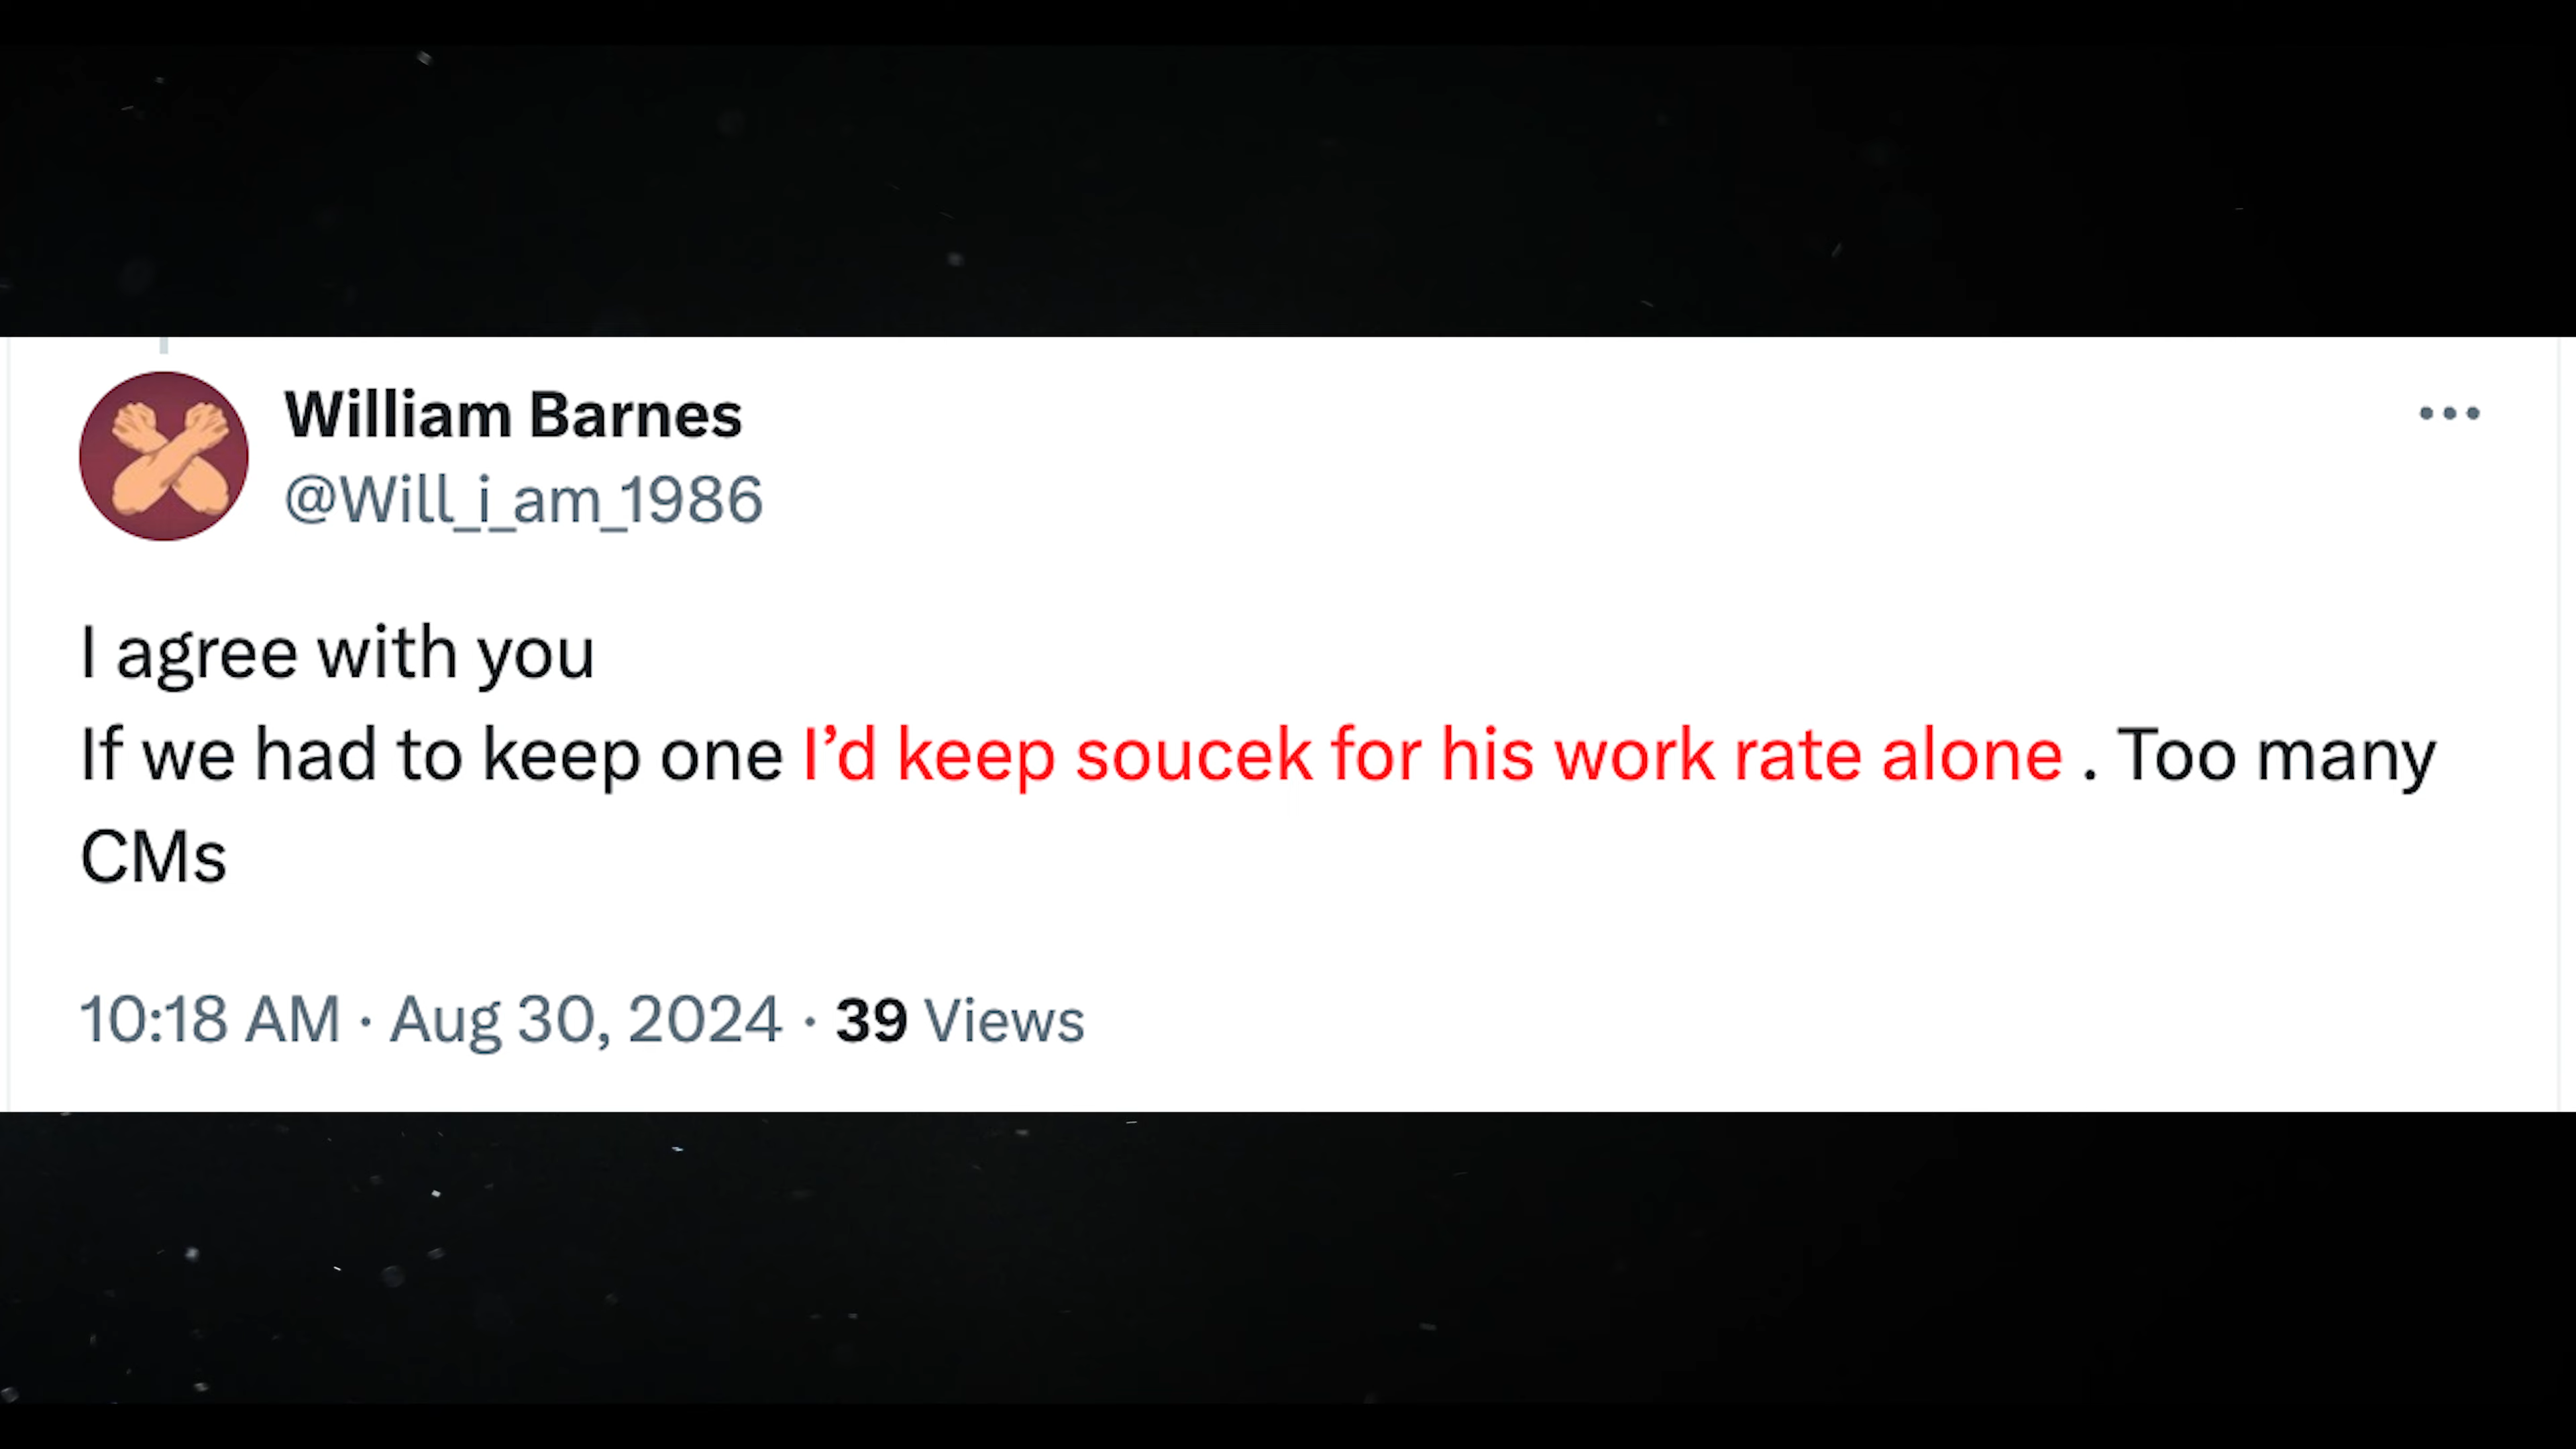 William Barnes
@Will_i_am_1986
I agree with you
If we had to keep one I’d keep soucek for his work rate alone . Too many
CMs
10:18 AM · Aug 30, 2024 · 39 Views